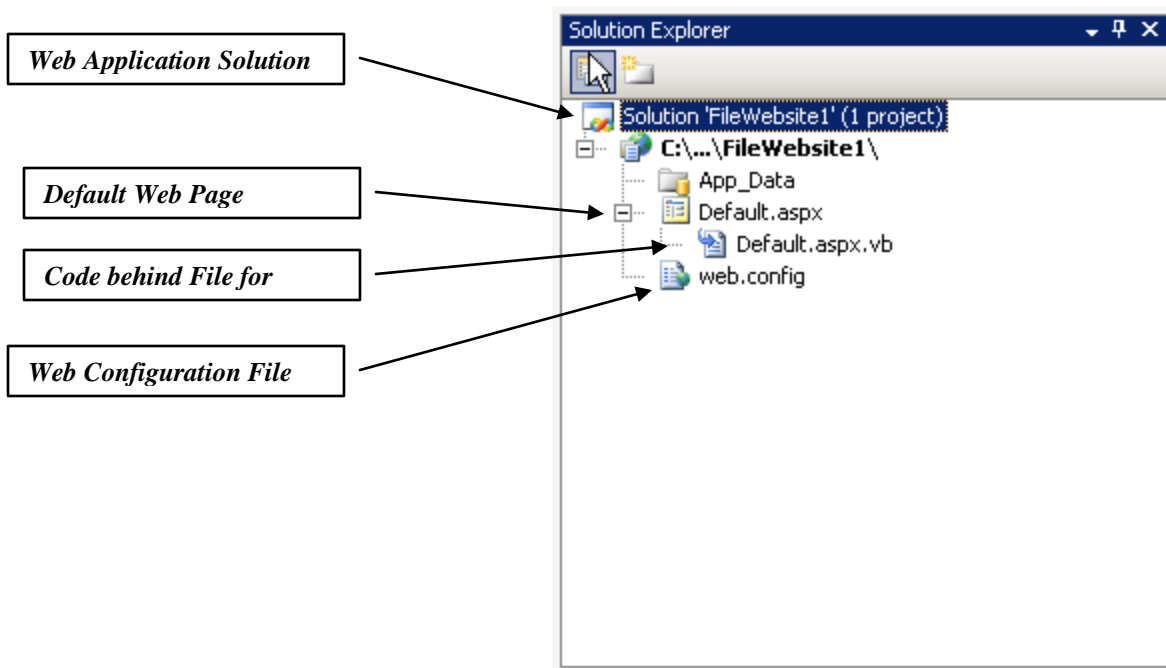 Solution Explorer
Web Application Solution
Solution 'FileWebsite1' (1 project)
C:\...\FileWebsite1\
App_Data
Default Web Page
Default.aspx
Default.aspx.vb
Code behind File for
web.config
Web Configuration File